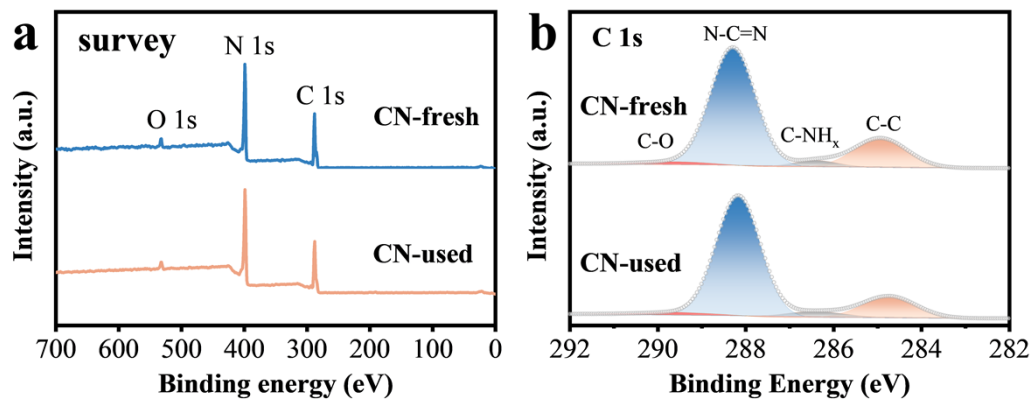 a
survey
N 1s
O 1s
C 1s
CN-fresh
CN-used
Intensity (a.u.)
700 600 500 400 300 200 100 0
Binding energy (eV)
b
C 1s
N-C=N
CN-fresh
C-O
C-NHₓ
C-C
CN-used
Intensity (a.u.)
292 290 288 286 284 282
Binding Energy (eV)